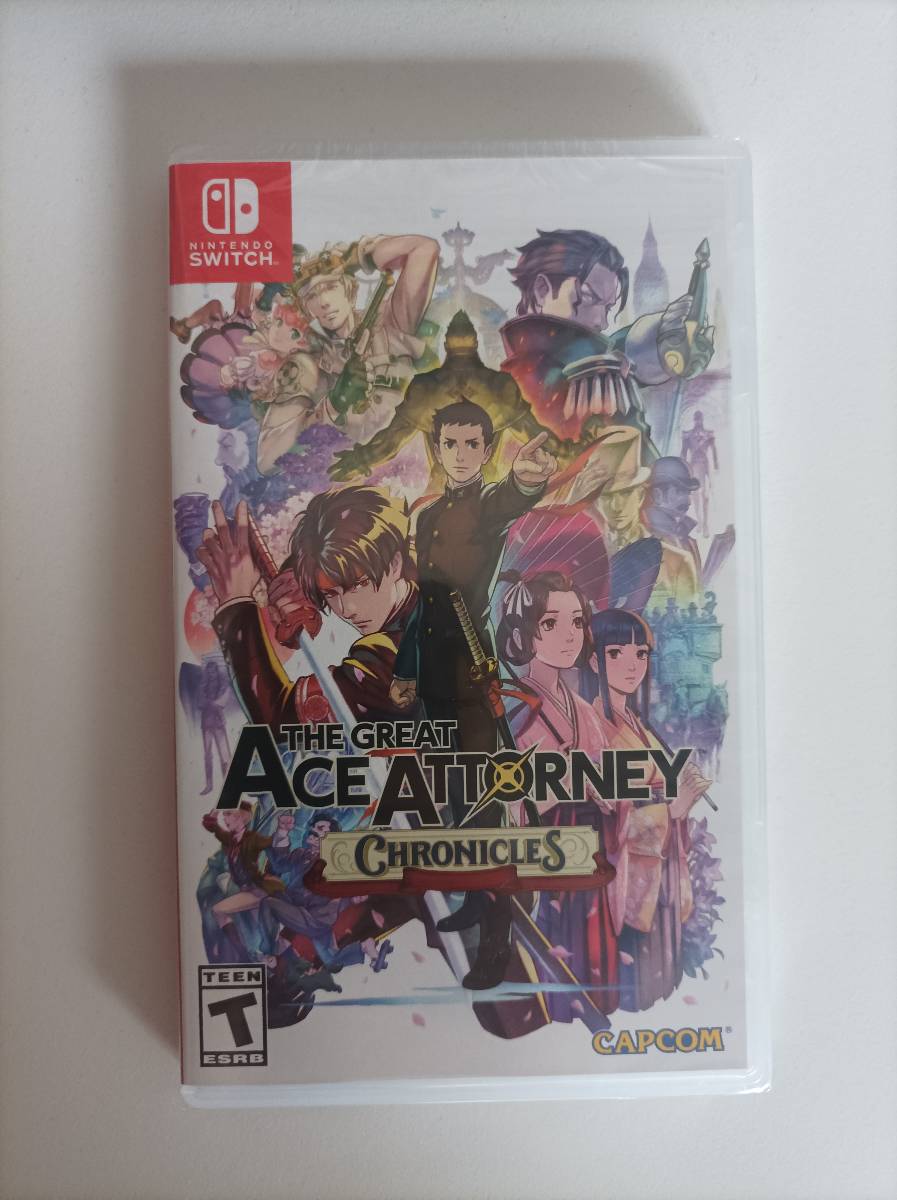 NINTENDO
SWITCH
THE GREAT
ACE ATTORNEY
CHRONICLES
TEEN
T
ESRB
CAPCOM®